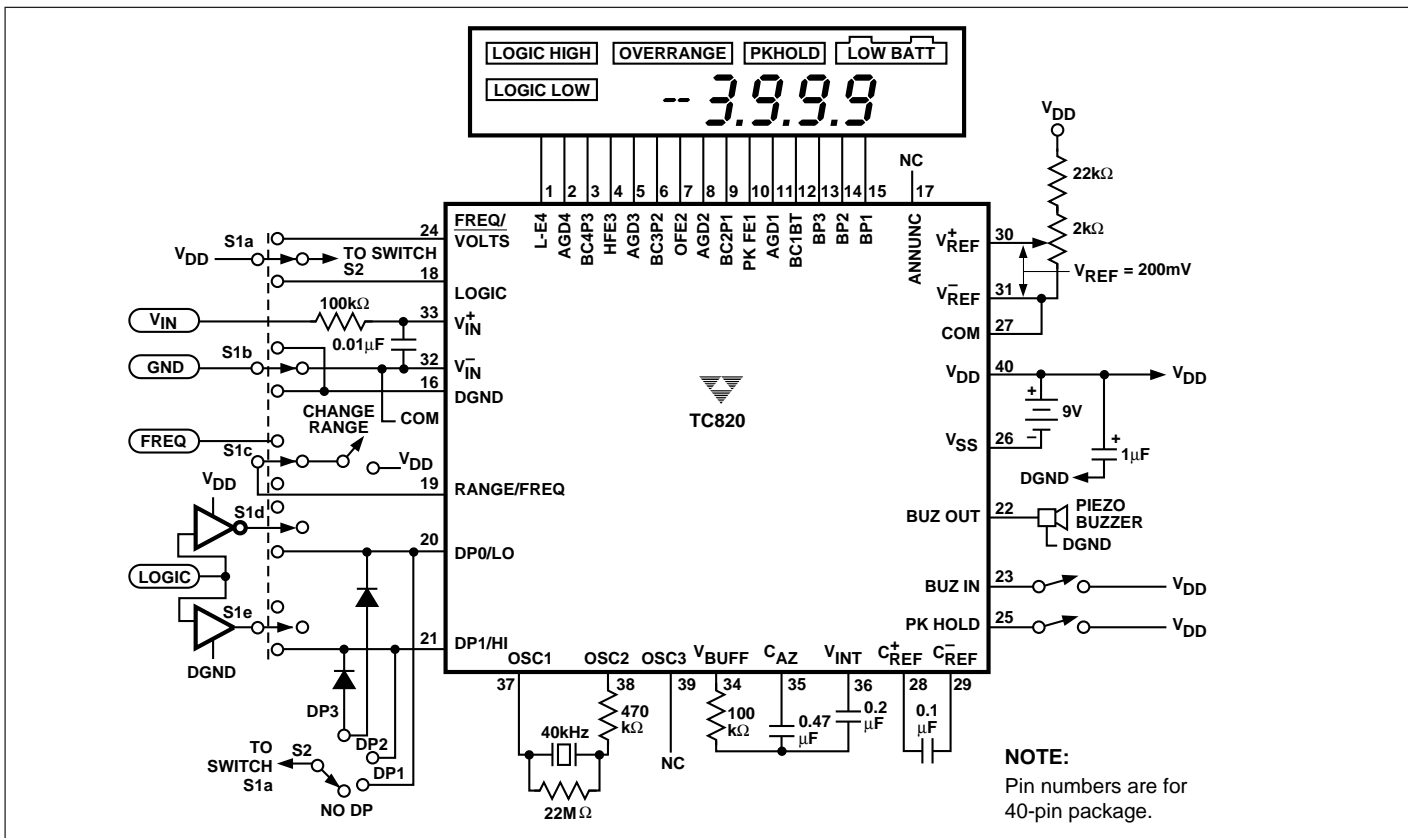 LOGIC HIGH OVERRANGE PKHOLD LOW BATT
LOGIC LOW
--3.9.9.9
1 2 3 4 5 6 7 8 9 10 11 12 13 14 15
NC
17
L-E4
AGD4
BC4P3
HFE3
AGD3
BC3P2
OFE2
AGD2
BC2P1
PK FE1
AGD1
BC1BT
BP3
BP2
BP1
ANNUNC
VDD
22kΩ
2kΩ
V+REF 30
VREF = 200mV
V–REF 31
COM 27
VDD 40
VDD
+
9V
–
VSS 26
+
1µF
DGND
BUZ OUT 22
PIEZO
BUZZER
DGND
BUZ IN 23
VDD
PK HOLD 25
VDD
TC820
S1a
24
FREQ/
VOLTS
VDD
TO SWITCH
S2
18
LOGIC
VIN
100kΩ
33
V+IN
0.01µF
GND
S1b
32
V–IN
16
DGND
COM
CHANGE
RANGE
FREQ
S1c
VDD
19
RANGE/FREQ
VDD
S1d
20
DP0/LO
LOGIC
S1e
21
DP1/HI
DGND
DP3
DP2
DP1
TO
SWITCH
S1a
S2
NO DP
OSC1 OSC2 OSC3 VBUFF CAZ VINT C+REF C–REF
37 38 39 34 35 36 28 29
40kHz
470
kΩ
22MΩ
NC
100
kΩ
0.47
µF
0.2
µF
0.1
µF
NOTE:
Pin numbers are for
40-pin package.